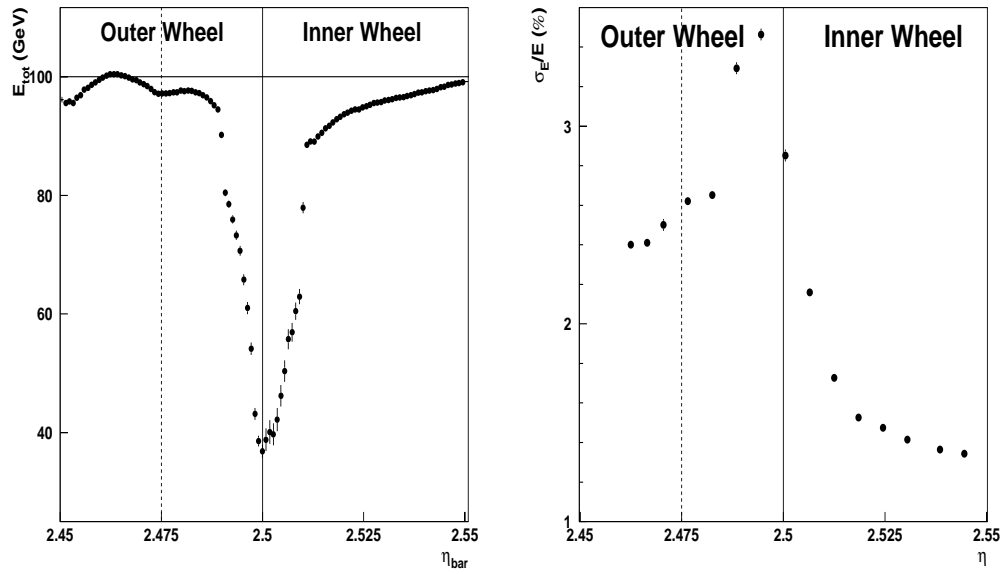 E_tot (GeV)
Outer Wheel
Inner Wheel
100
80
60
40
2.45
2.475
2.5
2.525
2.55
η_bar
σ_E/E (%)
Outer Wheel
Inner Wheel
3
2
1
2.45
2.475
2.5
2.525
2.55
η